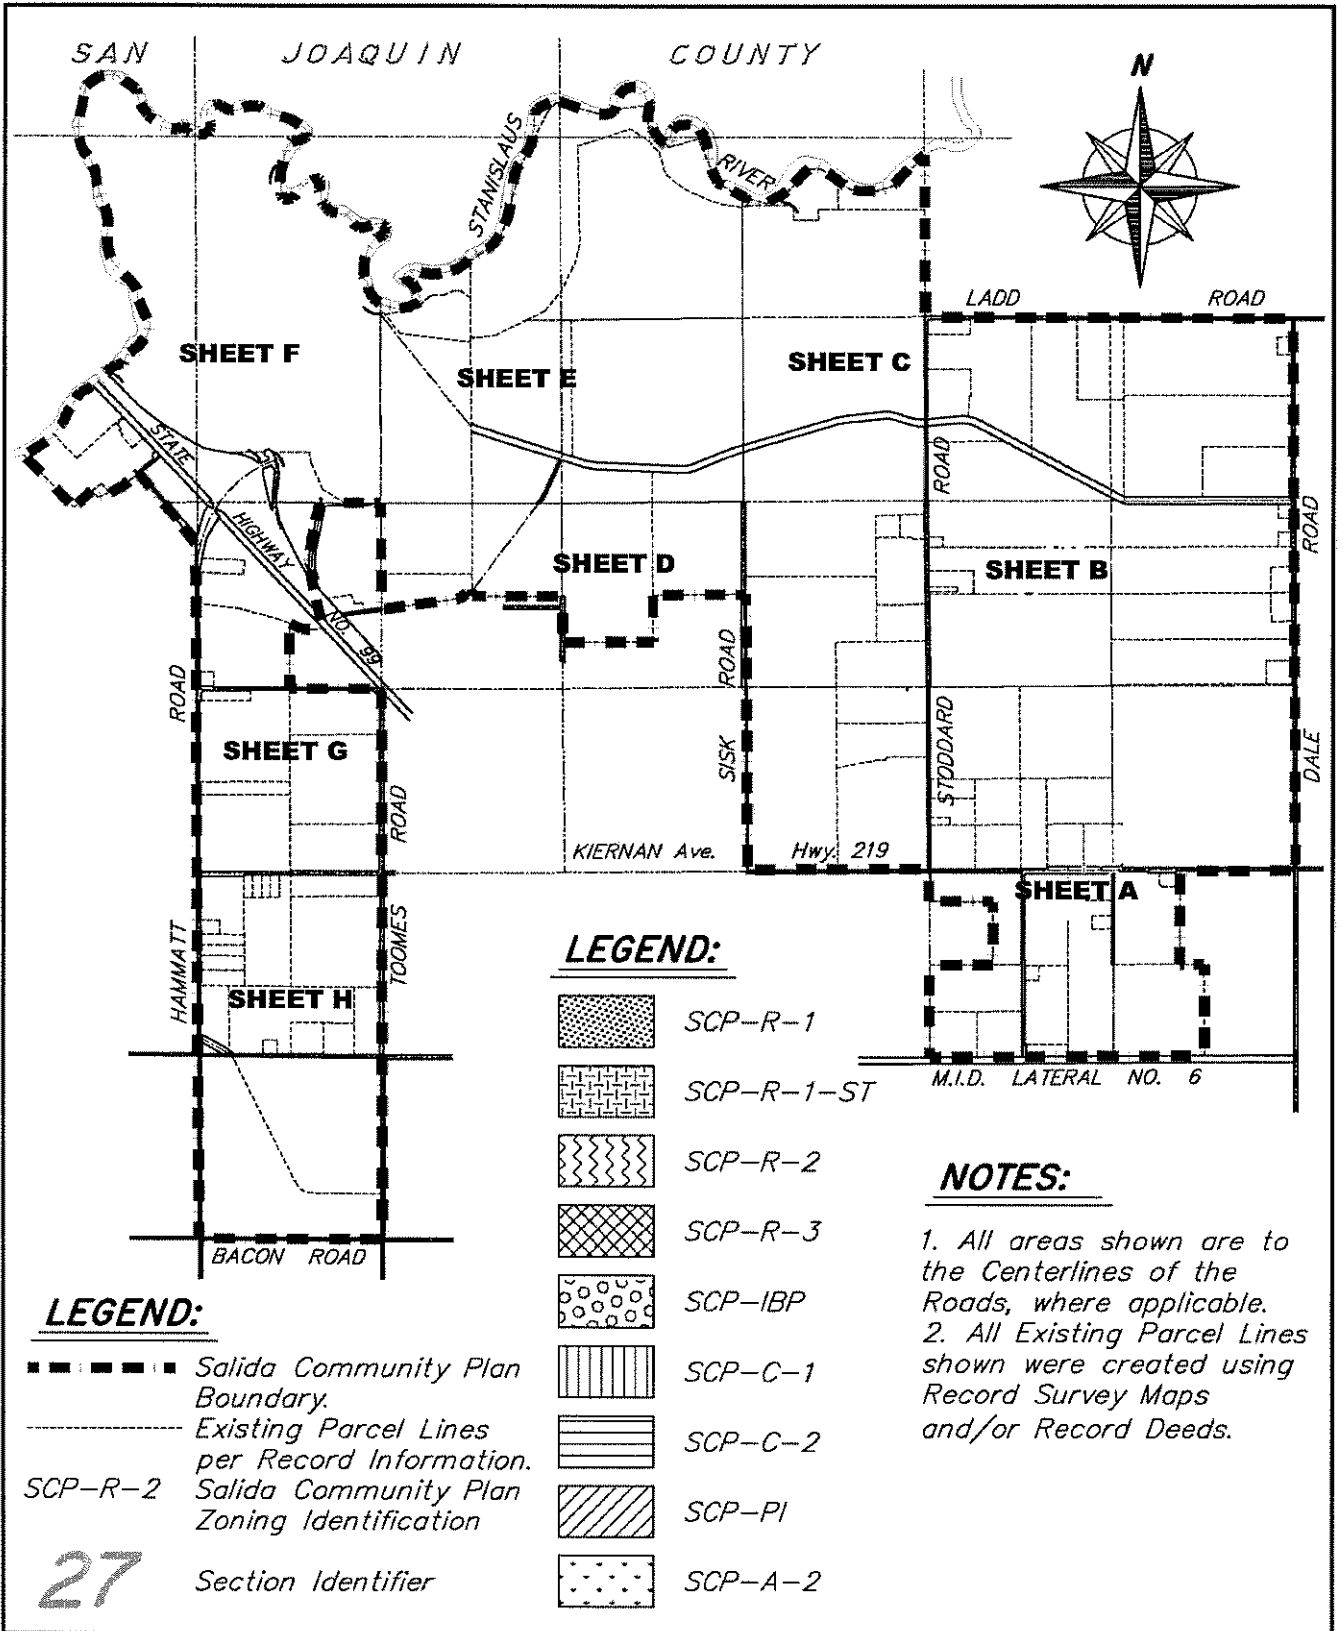 SAN JOAQUIN COUNTY
N
STANISLAUS
RIVER
LADD ROAD
SHEET F
SHEET E
SHEET C
STATE
HIGHWAY
NO. 99
ROAD
ROAD
SHEET D
SHEET B
ROAD
ROAD
SHEET G
SISK
STODDARD
DALE
ROAD
KIERNAN Ave.
Hwy. 219
SHEET A
HAMMATT
TOOMES
SHEET H
M.I.D. LATERAL NO. 6
BACON ROAD
LEGEND:
SCP-R-1
SCP-R-1-ST
SCP-R-2
SCP-R-3
SCP-IBP
SCP-C-1
SCP-C-2
SCP-PI
SCP-A-2
NOTES:
1. All areas shown are to
the Centerlines of the
Roads, where applicable.
2. All Existing Parcel Lines
shown were created using
Record Survey Maps
and/or Record Deeds.
LEGEND:
Salida Community Plan
Boundary.
Existing Parcel Lines
per Record Information.
SCP-R-2 Salida Community Plan
Zoning Identification
27 Section Identifier